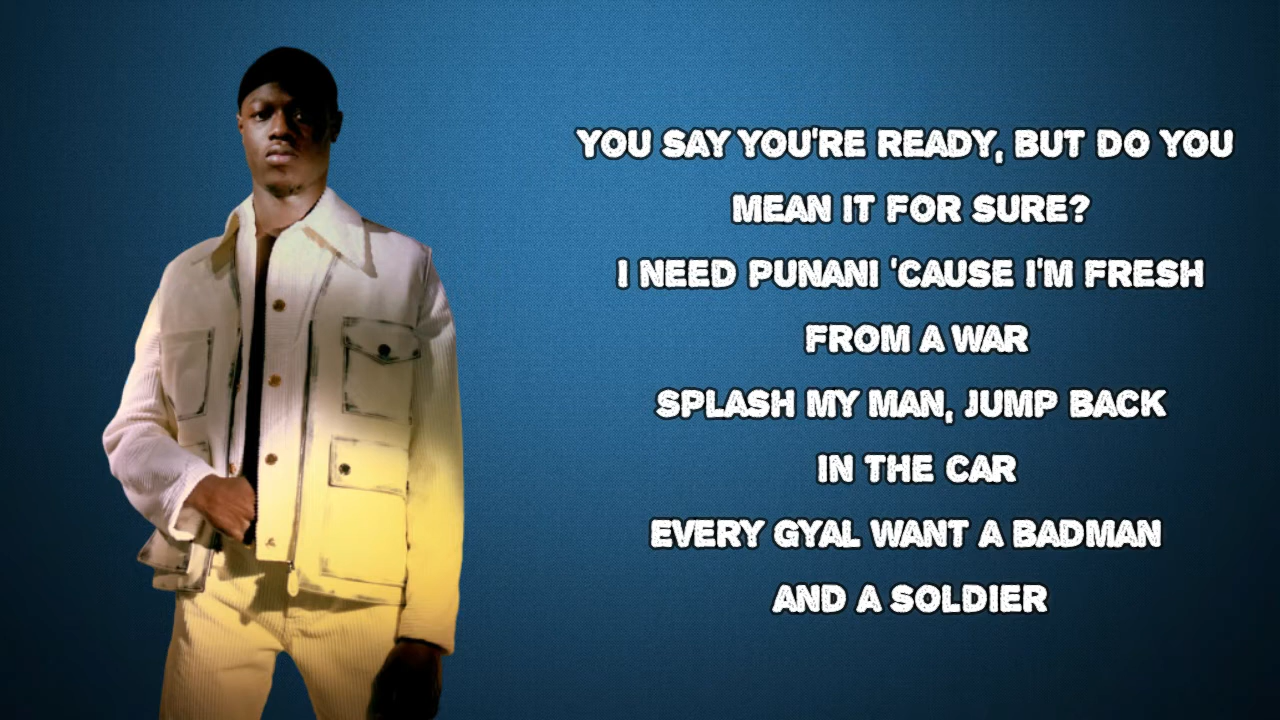 YOU SAY YOU'RE READY, BUT DO YOU
MEAN IT FOR SURE?
I NEED PUNANI 'CAUSE I'M FRESH
FROM A WAR
SPLASH MY MAN, JUMP BACK
IN THE CAR
EVERY GYAL WANT A BADMAN
AND A SOLDIER